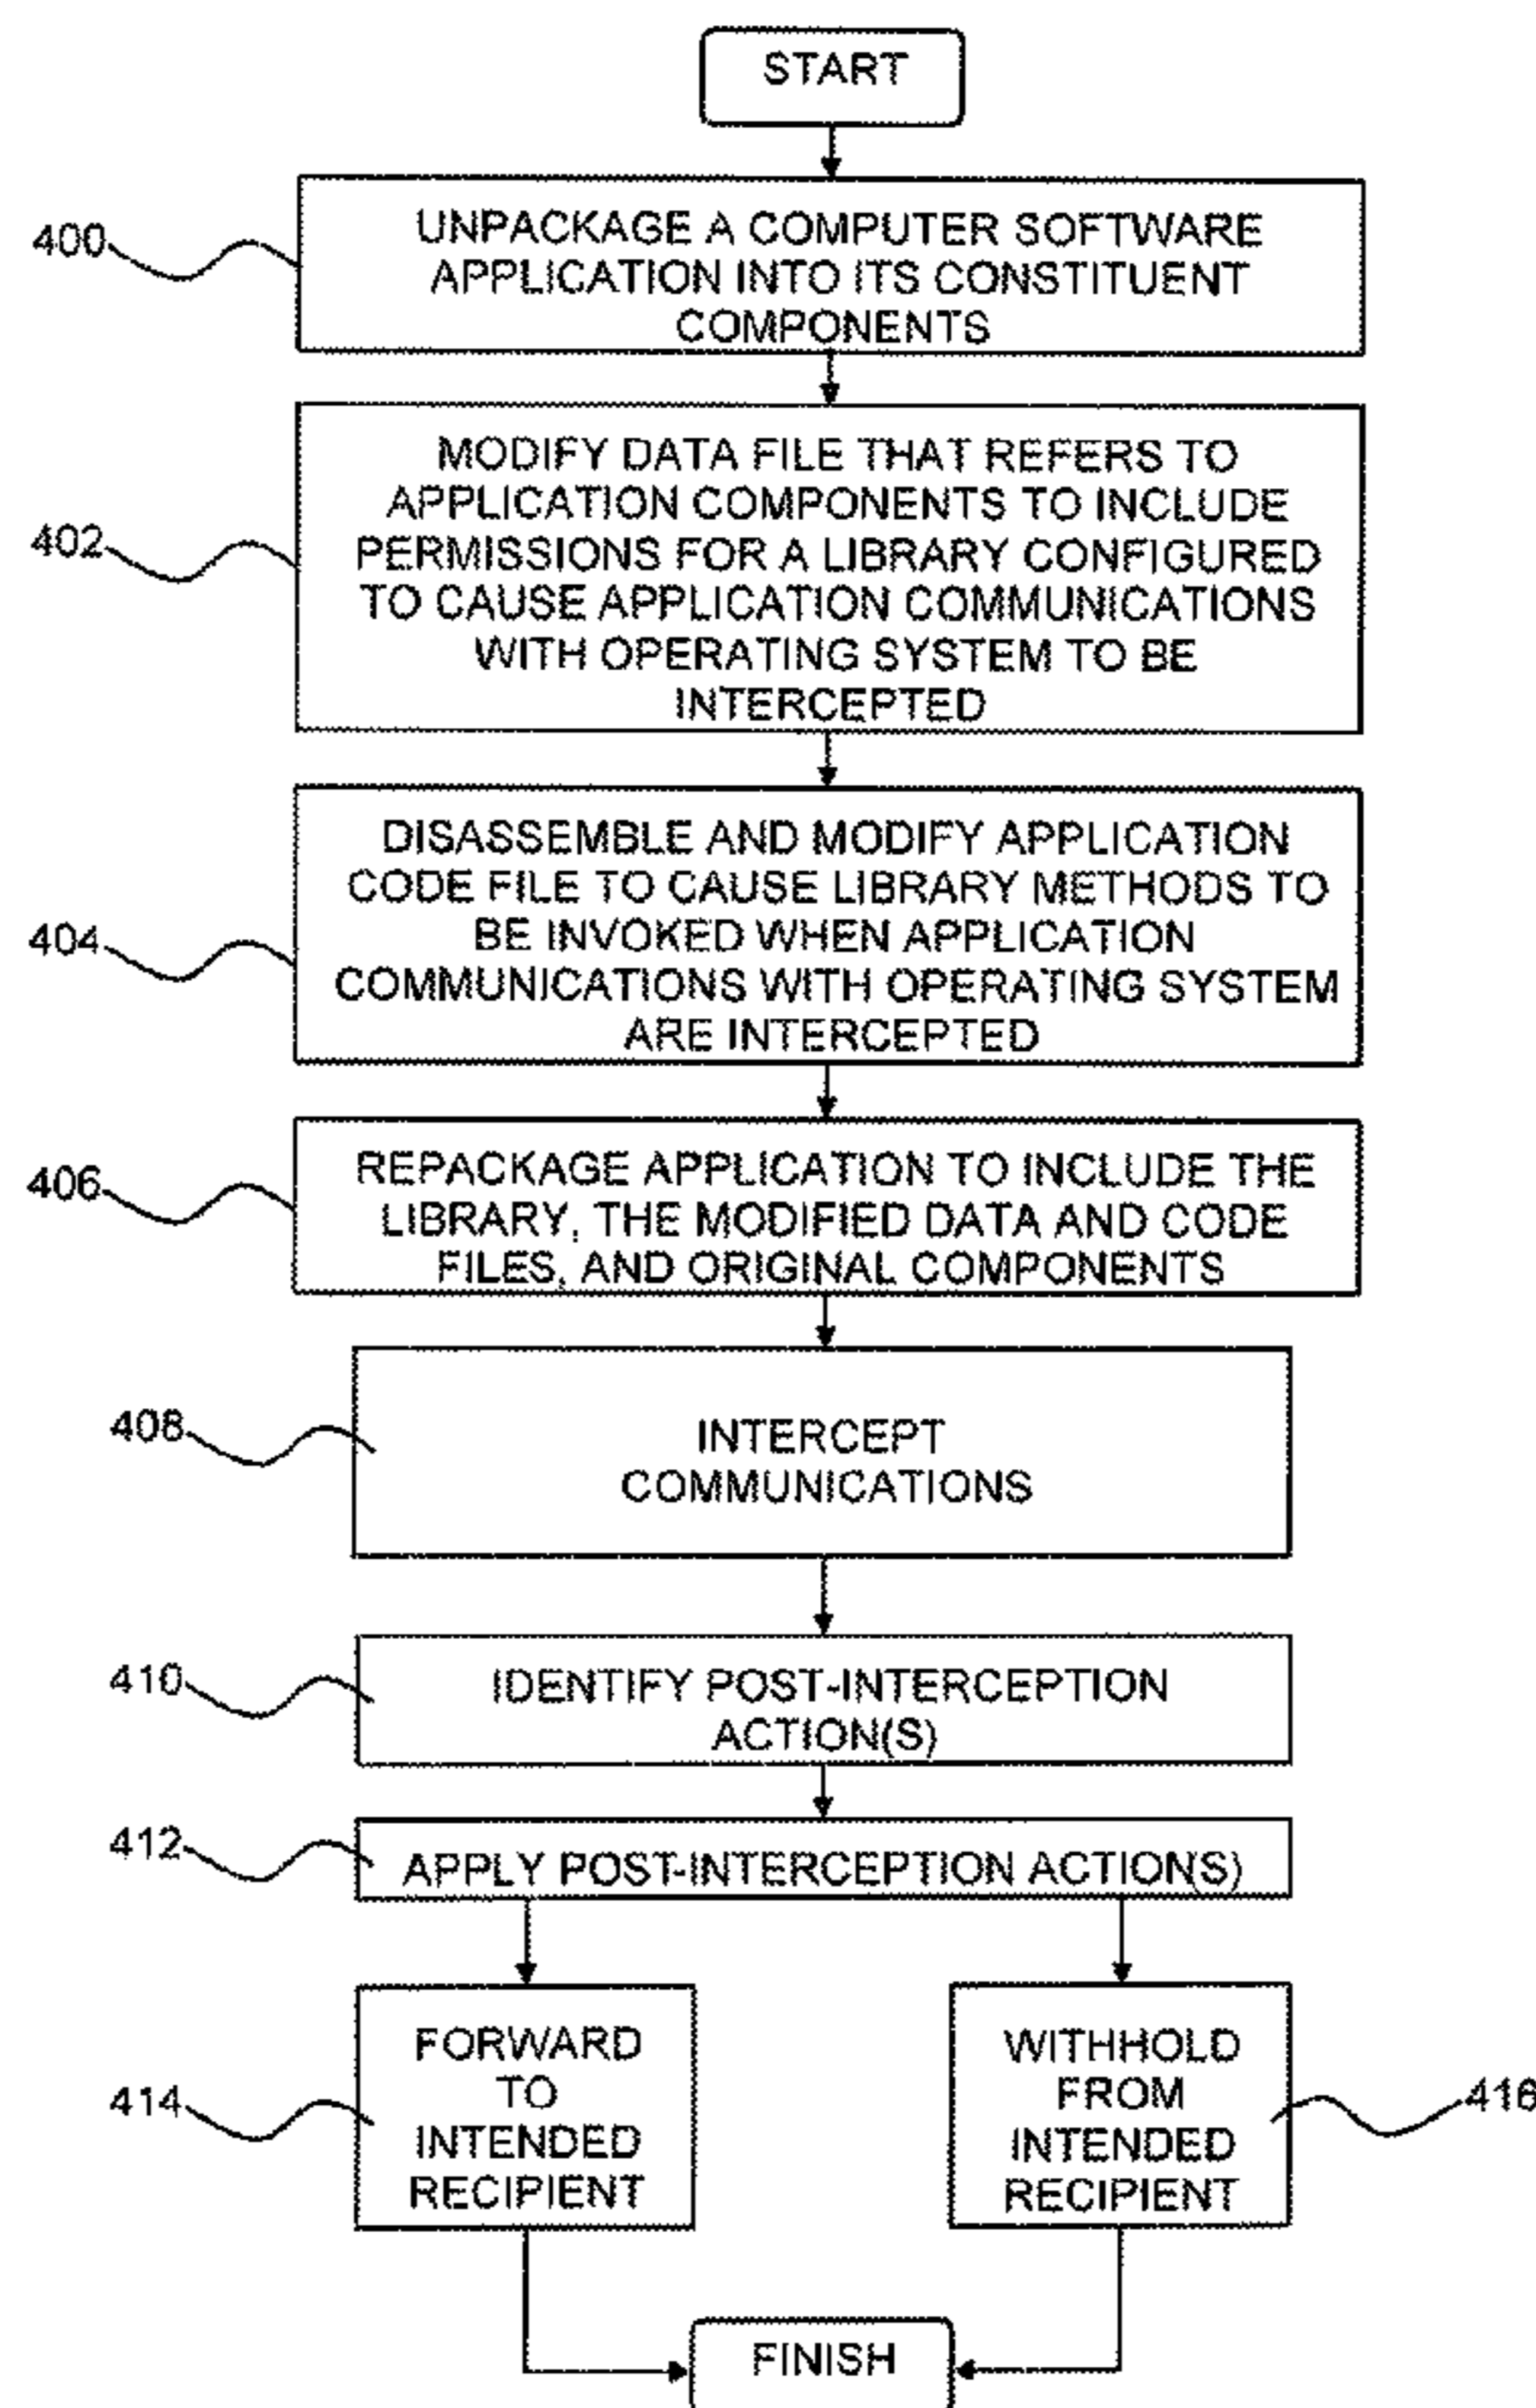 START
400
UNPACKAGE A COMPUTER SOFTWARE
APPLICATION INTO ITS CONSTITUENT
COMPONENTS
402
MODIFY DATA FILE THAT REFERS TO
APPLICATION COMPONENTS TO INCLUDE
PERMISSIONS FOR A LIBRARY CONFIGURED
TO CAUSE APPLICATION COMMUNICATIONS
WITH OPERATING SYSTEM TO BE
INTERCEPTED
404
DISASSEMBLE AND MODIFY APPLICATION
CODE FILE TO CAUSE LIBRARY METHODS TO
BE INVOKED WHEN APPLICATION
COMMUNICATIONS WITH OPERATING SYSTEM
ARE INTERCEPTED
406
REPACKAGE APPLICATION TO INCLUDE THE
LIBRARY, THE MODIFIED DATA AND CODE
FILES, AND ORIGINAL COMPONENTS
408
INTERCEPT
COMMUNICATIONS
410
IDENTIFY POST-INTERCEPTION
ACTION(S)
412
APPLY POST-INTERCEPTION ACTION(S)
414
FORWARD
TO
INTENDED
RECIPIENT
WITHHOLD
FROM
INTENDED
RECIPIENT
416
FINISH